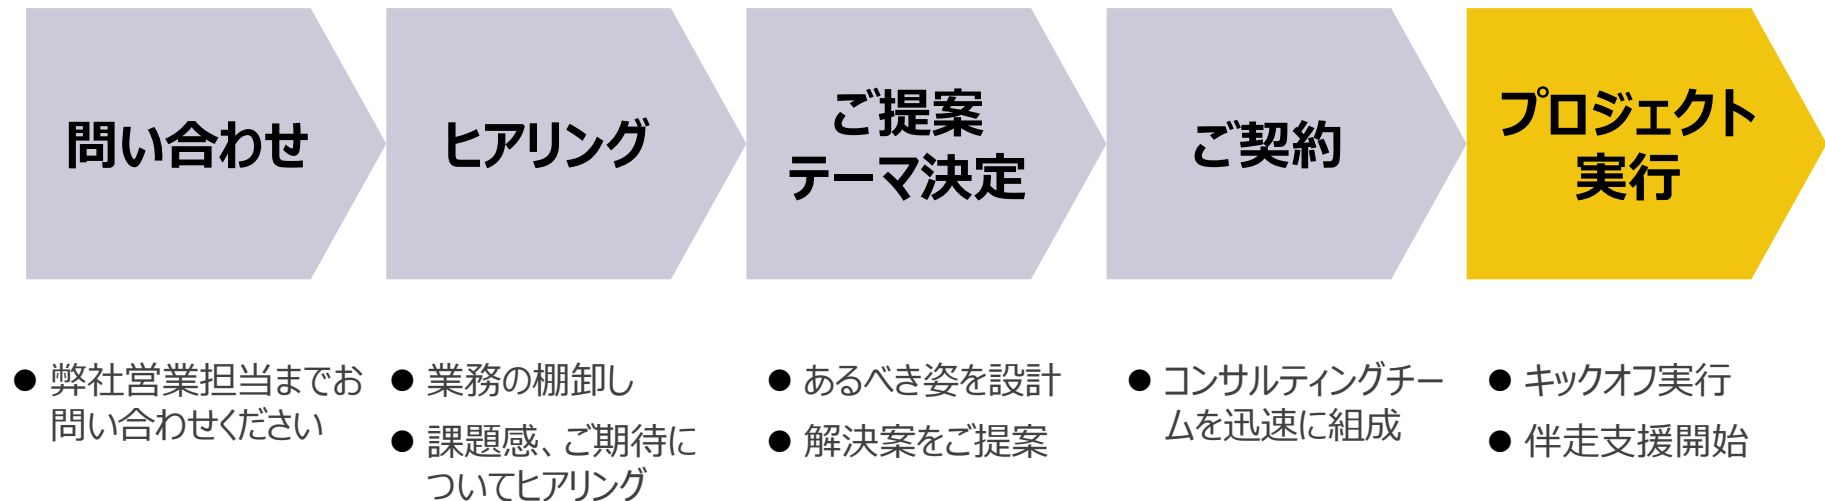 問い合わせ
ヒアリング
ご提案
テーマ決定
ご契約
プロジェクト
実行
● 弊社営業担当までお
問い合わせください
● 業務の棚卸し
● 課題感、ご期待に
ついてヒアリング
● あるべき姿を設計
● 解決案をご提案
● コンサルティングチー
ムを迅速に組成
● キックオフ実行
● 伴走支援開始